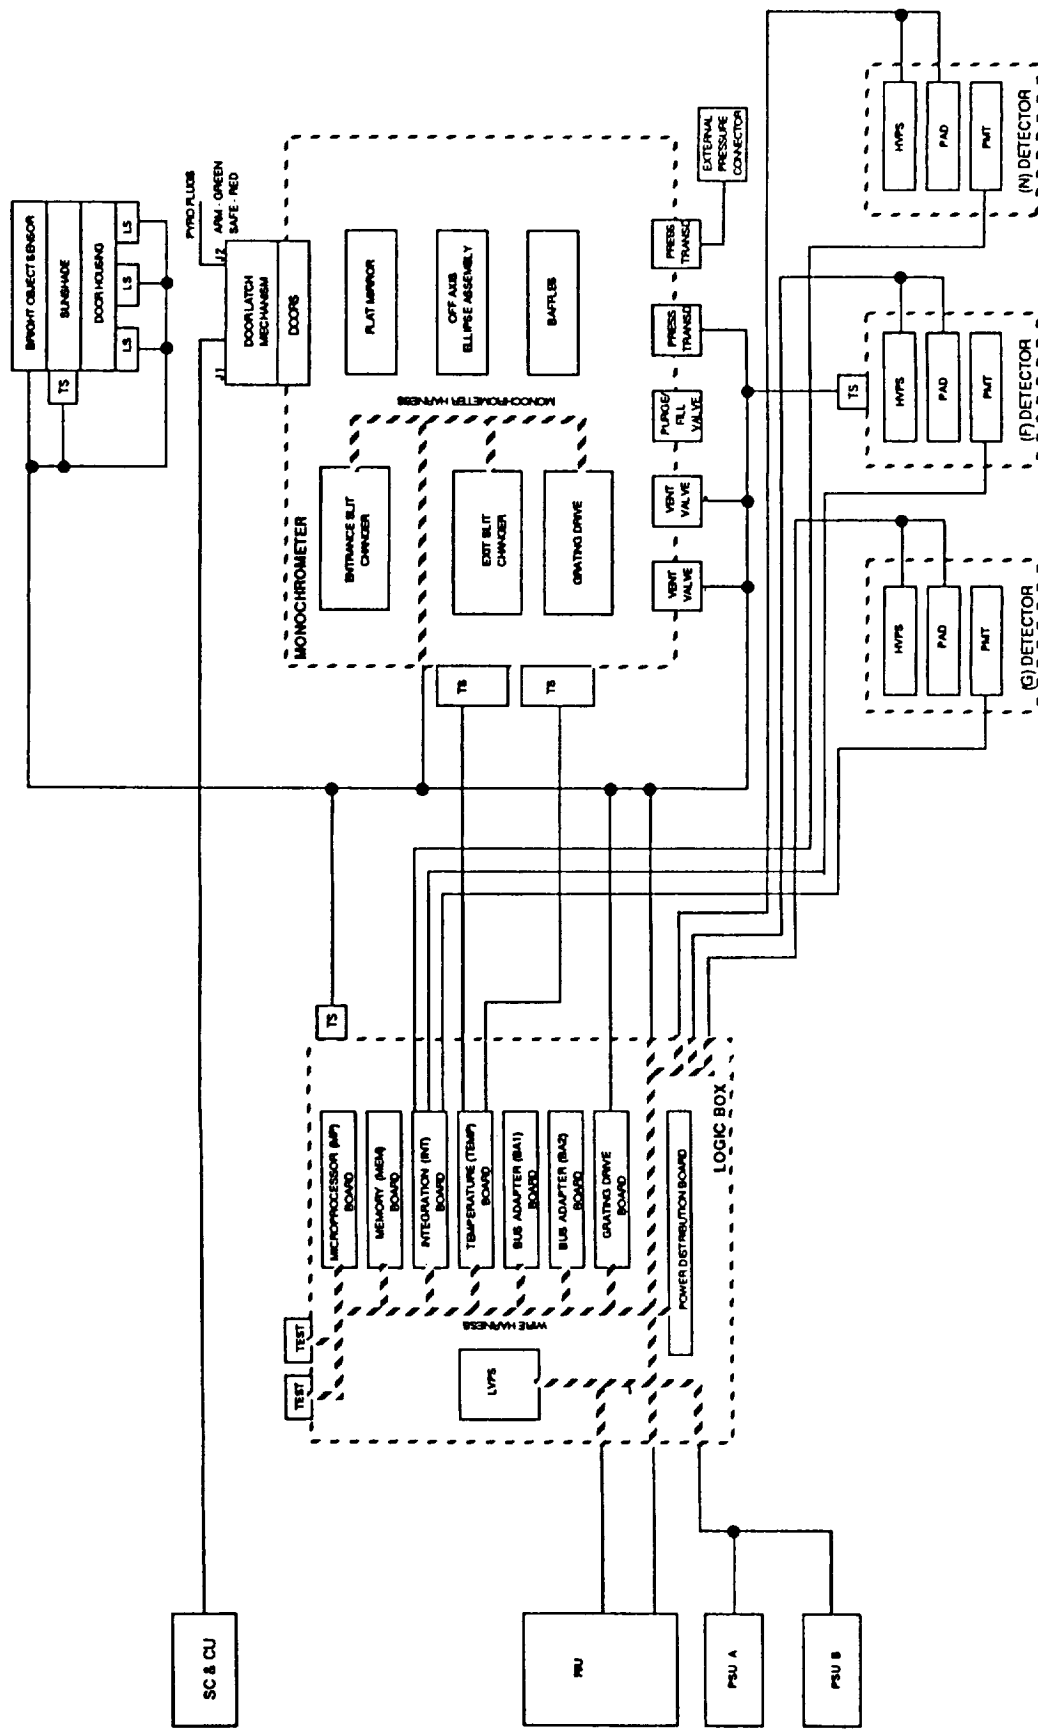 BRIGHT OBJECT SENSOR
SUNSHADE
DOOR HOUSING
TS
LS
LS
LS
PYRO PLUGS
J1
J2
ARM - GREEN
SAFE - RED
DOOR LATCH
MECHANISM
DOORS
MONOCHROMETER
FLAT MIRROR
OFF AXIS
ELLIPSE ASSEMBLY
BAFFLES
MONOCHROMETER HARNESS
ENTRANCE SLIT
CHANGER
EXIT SLIT
CHANGER
GRATING DRIVE
TS
TS
VENT
VALVE
VENT
VALVE
PURGE/
FILL
VALVE
PRESS
TRANSD
PRESS
TRANSD
EXTERNAL
PRESSURE
CONNECTOR
TS
TEST
TEST
MICROPROCESSOR (MP)
BOARD
MEMORY (MEM)
BOARD
INTEGRATION (INT)
BOARD
TEMPERATURE (TEMP)
BOARD
BUS ADAPTER (BA1)
BOARD
BUS ADAPTER (BA2)
BOARD
GRATING DRIVE
BOARD
WIRE HARNESS
LVPS
POWER DISTRIBUTION BOARD
LOGIC BOX
SC & CU
RIU
PSU A
PSU B
HVPS
PAD
PMT
(G) DETECTOR
TS
HVPS
PAD
PMT
(F) DETECTOR
HVPS
PAD
PMT
(N) DETECTOR